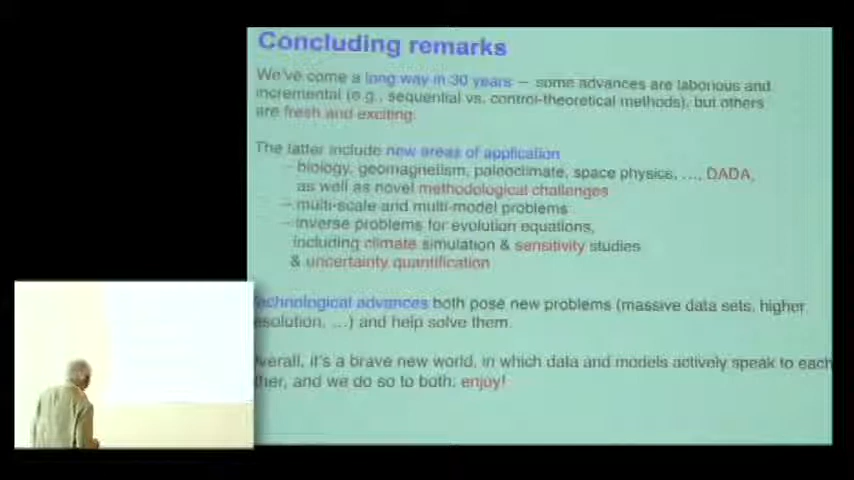 Concluding remarks
We've come a long way in 30 years – some advances are laborious and
incremental (e.g., sequential vs. control-theoretical methods), but others
are fresh and exciting.
The latter include new areas of application
– biology, geomagnetism, paleoclimate, space physics, …, DADA,
as well as novel methodological challenges
– multi-scale and multi-model problems
– inverse problems for evolution equations,
including climate simulation & sensitivity studies
& uncertainty quantification
echnological advances both pose new problems (massive data sets, higher
esolution, …) and help solve them.
verall, it's a brave new world, in which data and models actively speak to each
ther, and we do so to both: enjoy!